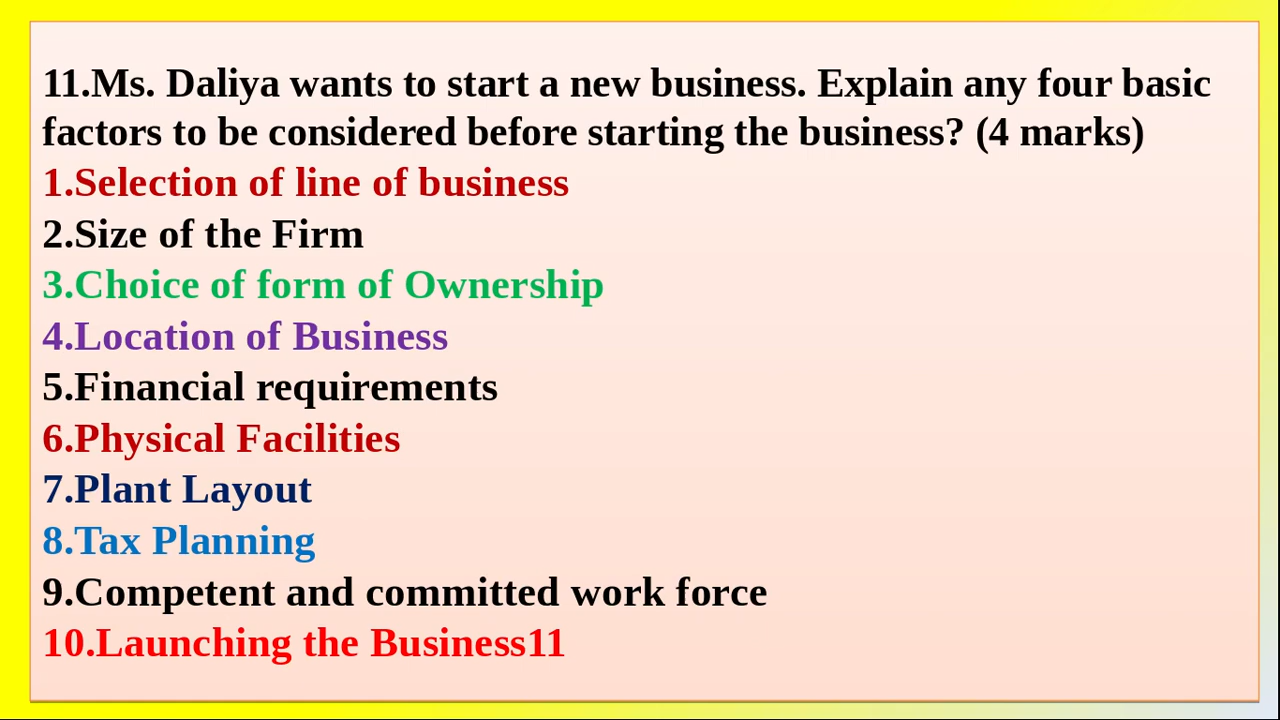 11.Ms. Daliya wants to start a new business. Explain any four basic
factors to be considered before starting the business? (4 marks)
1.Selection of line of business
2.Size of the Firm
3.Choice of form of Ownership
4.Location of Business
5.Financial requirements
6.Physical Facilities
7.Plant Layout
8.Tax Planning
9.Competent and committed work force
10.Launching the Business11